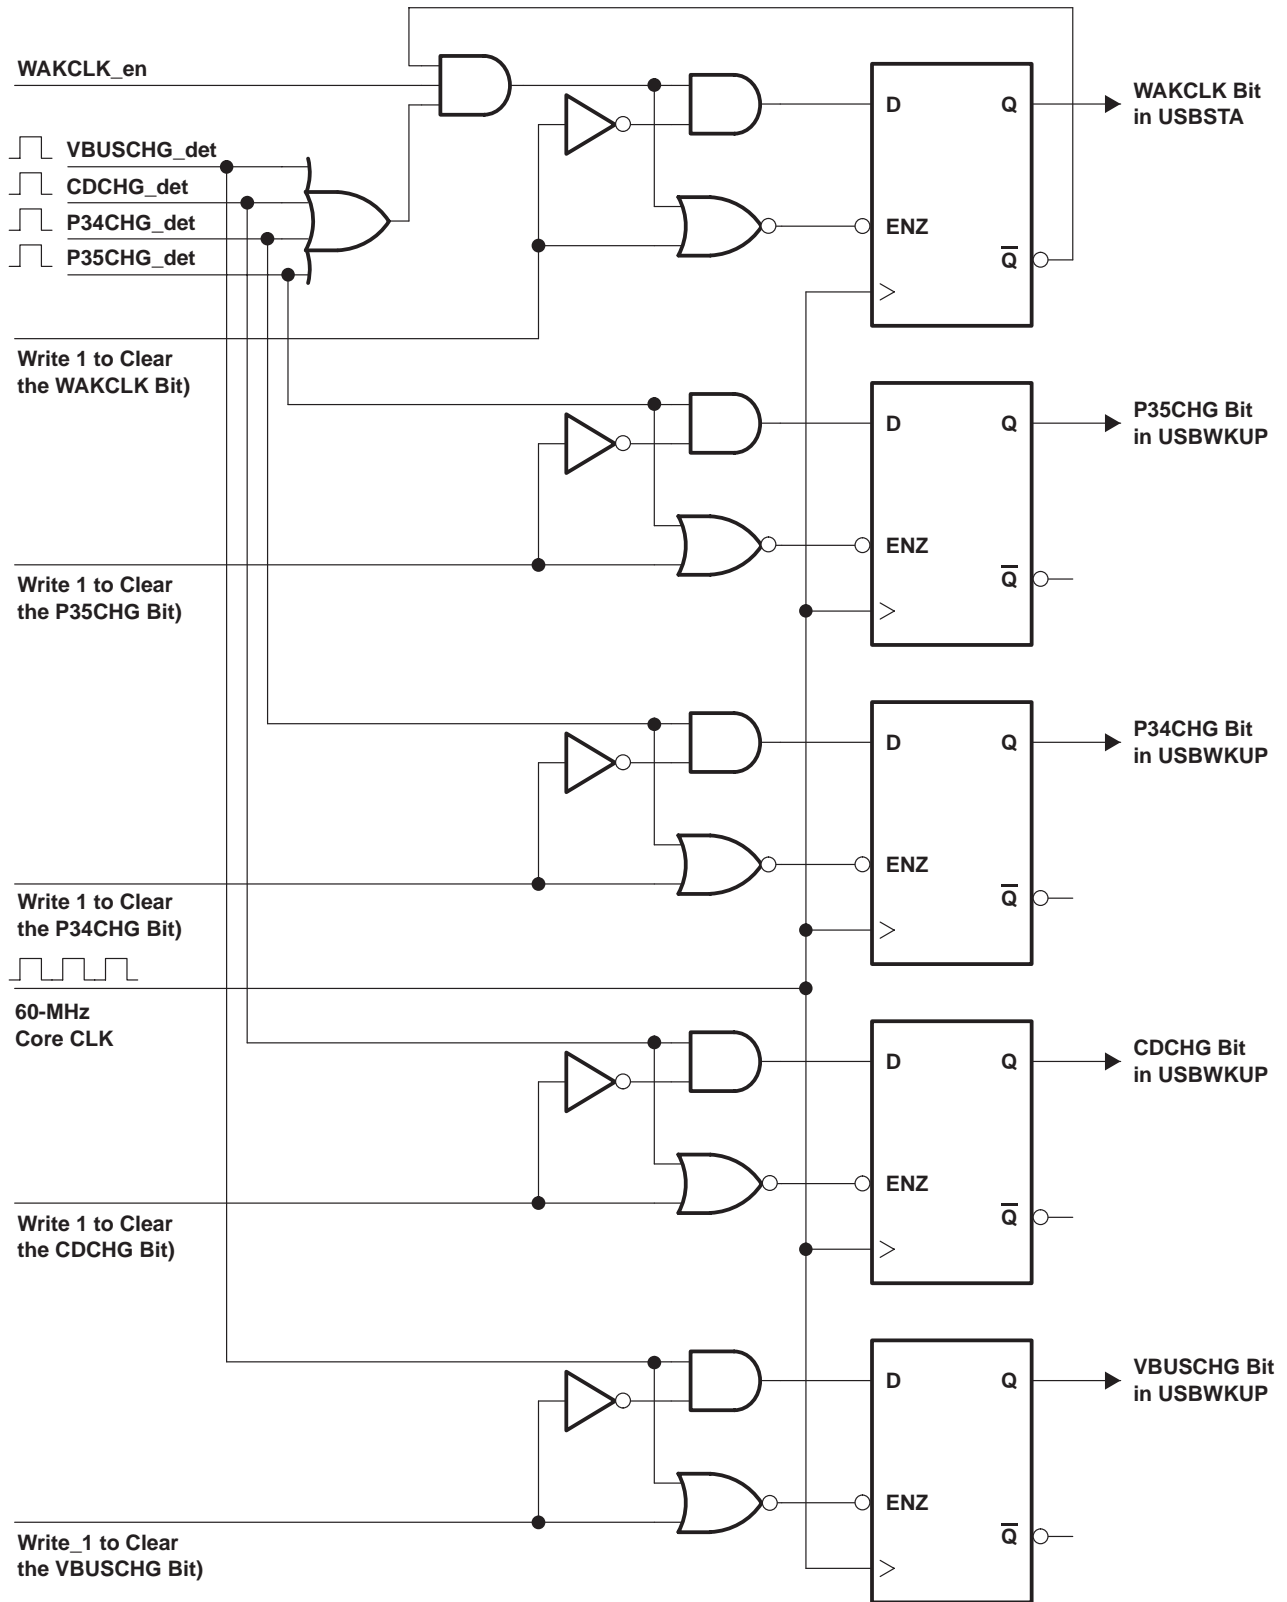 WAKCLK_en
VBUSCHG_det
CDCHG_det
P34CHG_det
P35CHG_det
Write 1 to Clear
the WAKCLK Bit)
D
Q
ENZ
Q̅
WAKCLK Bit
in USBSTA
Write 1 to Clear
the P35CHG Bit)
D
Q
ENZ
Q̅
P35CHG Bit
in USBWKUP
Write 1 to Clear
the P34CHG Bit)
D
Q
ENZ
Q̅
P34CHG Bit
in USBWKUP
60-MHz
Core CLK
Write 1 to Clear
the CDCHG Bit)
D
Q
ENZ
Q̅
CDCHG Bit
in USBWKUP
Write_1 to Clear
the VBUSCHG Bit)
D
Q
ENZ
Q̅
VBUSCHG Bit
in USBWKUP